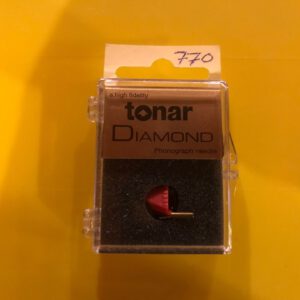 770
a high fidelity
tonar
DIAMOND
Phonograph needle